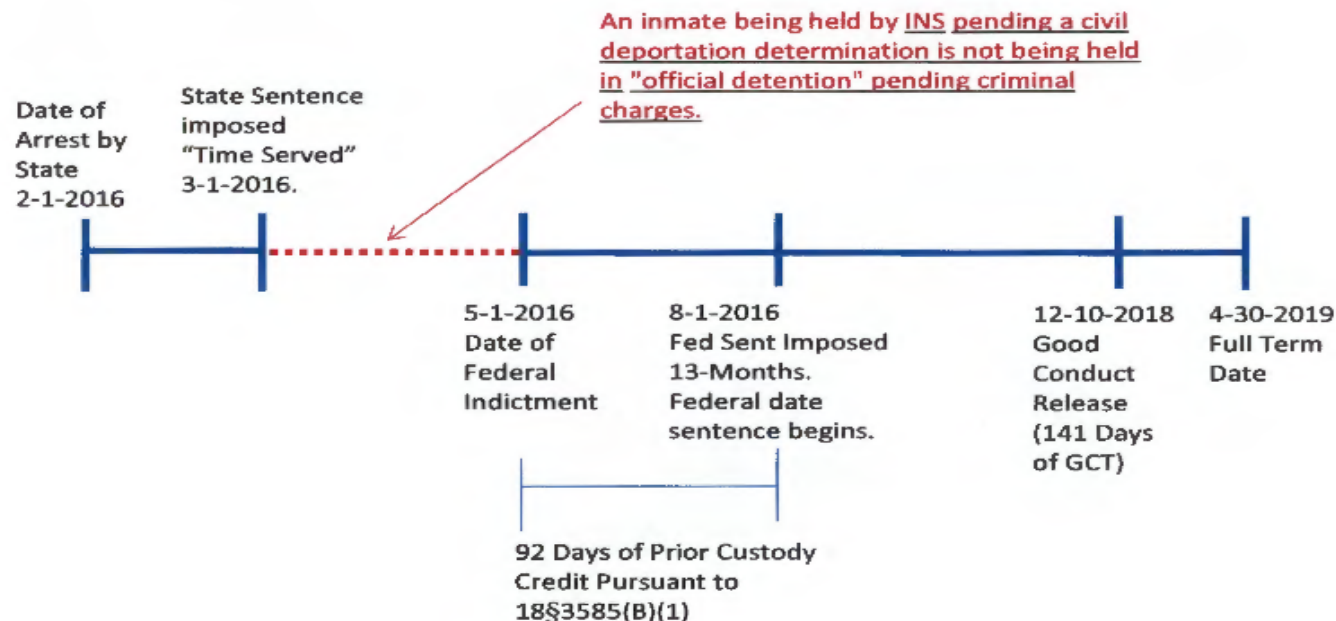 An inmate being held by INS pending a civil
deportation determination is not being held
in "official detention" pending criminal
charges.
Date of
Arrest by
State
2-1-2016
State Sentence
imposed
“Time Served”
3-1-2016.
5-1-2016
Date of
Federal
Indictment
8-1-2016
Fed Sent Imposed
13-Months.
Federal date
sentence begins.
12-10-2018
Good
Conduct
Release
(141 Days
of GCT)
4-30-2019
Full Term
Date
92 Days of Prior Custody
Credit Pursuant to
18§3585(B)(1)